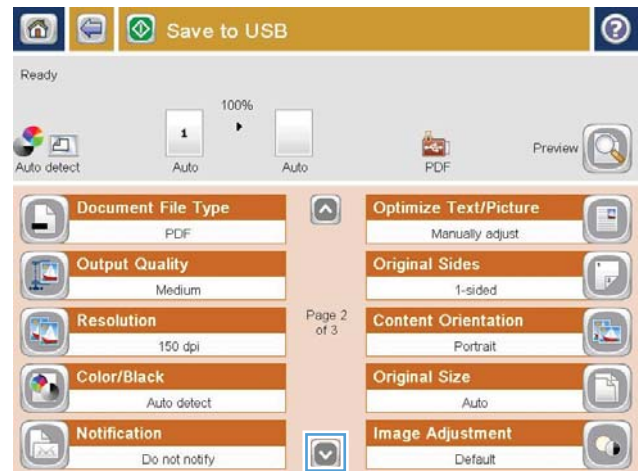 Save to USB
?
Ready
100%
1
Auto detect
Auto
Auto
PDF
Preview
Document File Type
PDF
Output Quality
Medium
Resolution
150 dpi
Color/Black
Auto detect
Notification
Do not notify
Page 2
of 3
Optimize Text/Picture
Manually adjust
Original Sides
1-sided
Content Orientation
Portrait
Original Size
Auto
Image Adjustment
Default